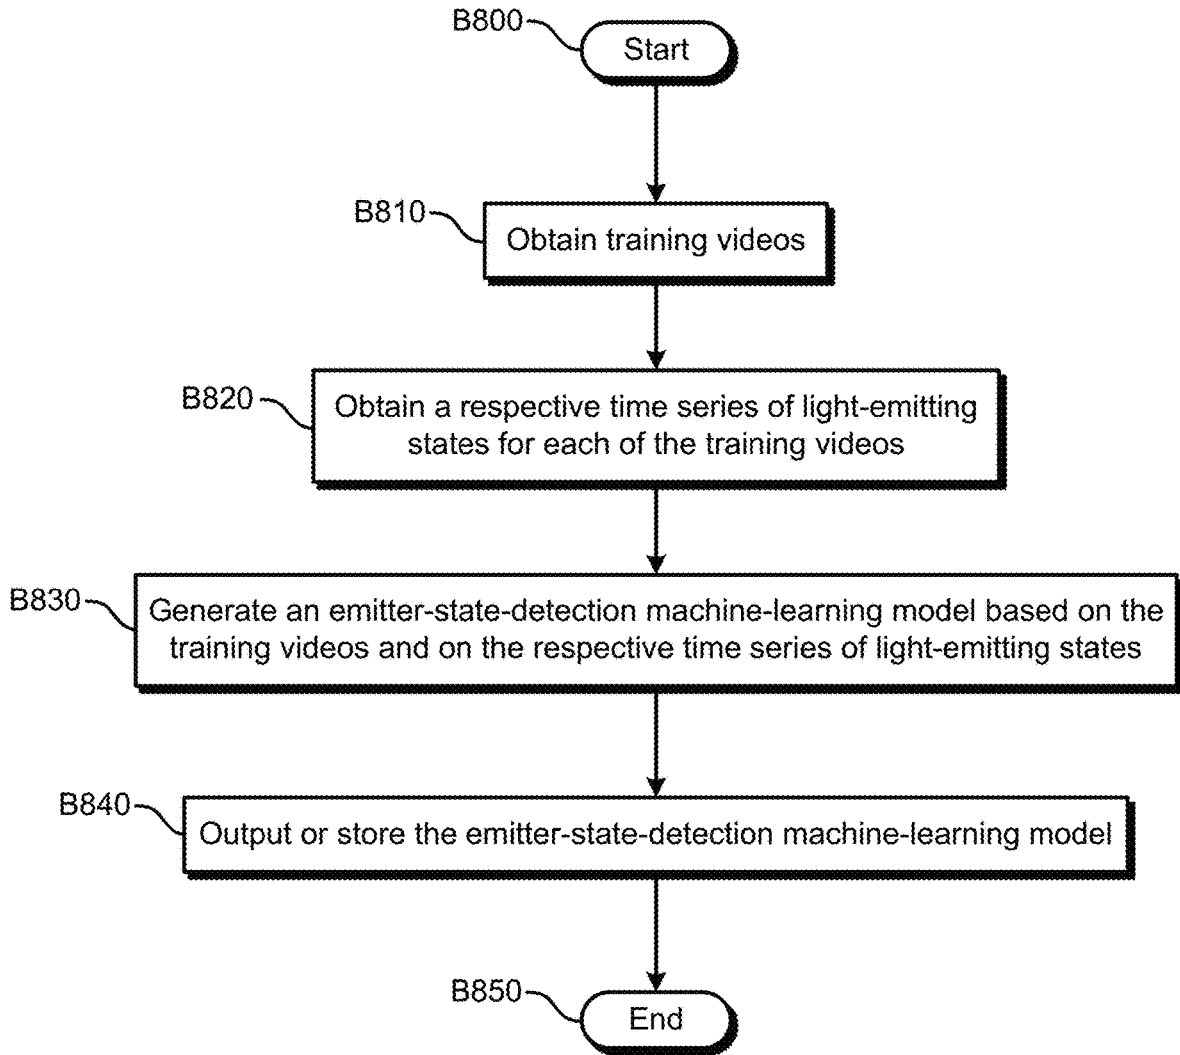 B800
Start
B810
Obtain training videos
B820
Obtain a respective time series of light-emitting
states for each of the training videos
B830
Generate an emitter-state-detection machine-learning model based on the
training videos and on the respective time series of light-emitting states
B840
Output or store the emitter-state-detection machine-learning model
B850
End